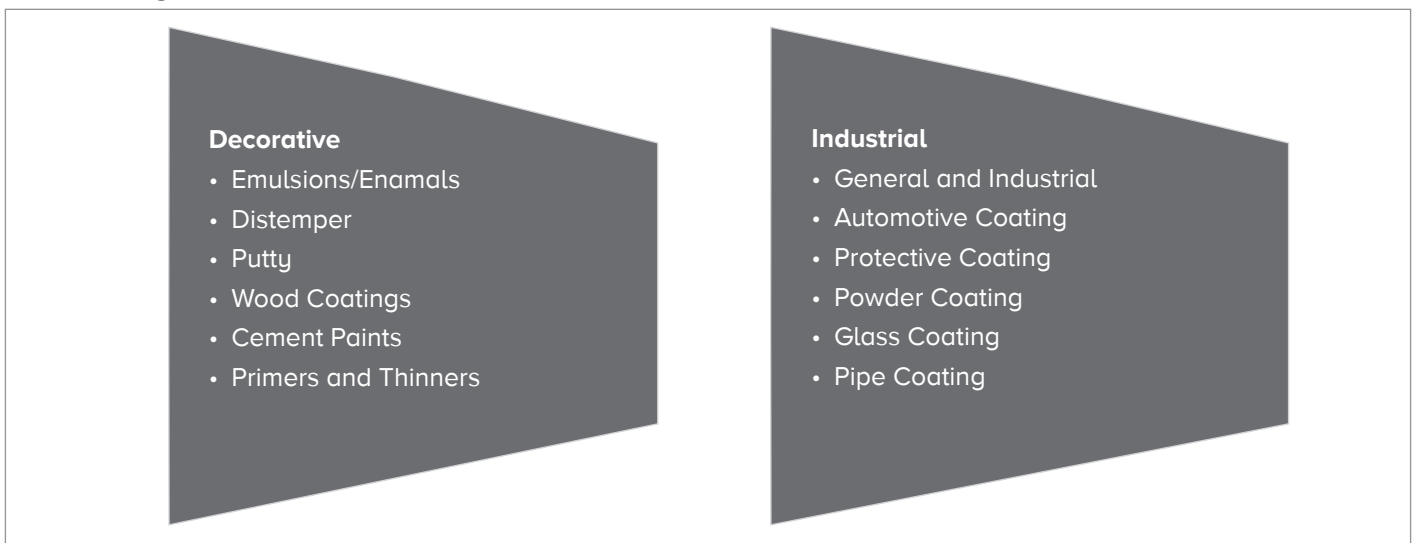 Decorative
• Emulsions/Enamals
• Distemper
• Putty
• Wood Coatings
• Cement Paints
• Primers and Thinners
Industrial
• General and Industrial
• Automotive Coating
• Protective Coating
• Powder Coating
• Glass Coating
• Pipe Coating